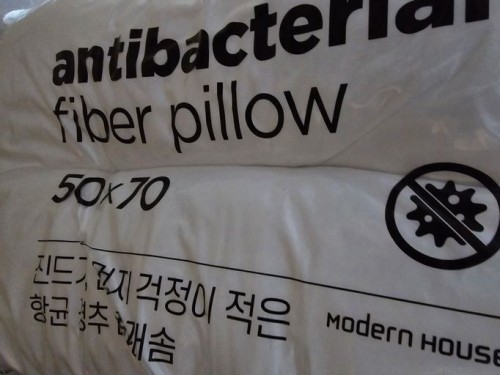 antibacterial
fiber pillow
50x70
진드기 먼지 걱정이 적은
항균 경추 베개솜
MODERN HOUSE